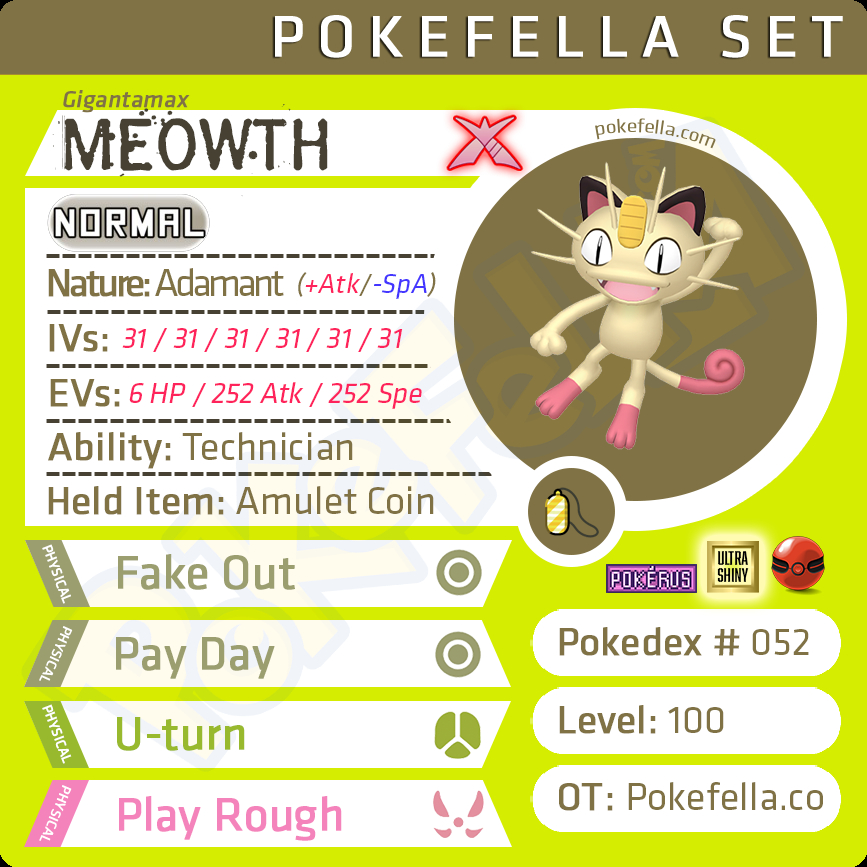 POKEFELLA SET
Gigantamax
MEOWTH
pokefella.com
NORMAL
Nature: Adamant (+Atk/-SpA)
IVs: 31 / 31 / 31 / 31 / 31 / 31
EVs: 6 HP / 252 Atk / 252 Spe
Ability: Technician
Held Item: Amulet Coin
PHYSICAL Fake Out
PHYSICAL Pay Day
PHYSICAL U-turn
PHYSICAL Play Rough
POKÉRUS
ULTRA
SHINY
Pokedex # 052
Level: 100
OT: Pokefella.co